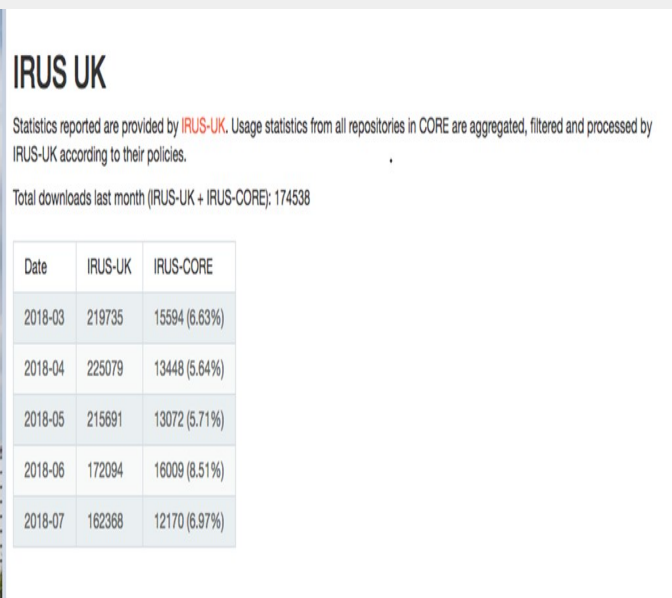 IRUS UK
Statistics reported are provided by IRUS-UK. Usage statistics from all repositories in CORE are aggregated, filtered and processed by
IRUS-UK according to their policies.
Total downloads last month (IRUS-UK + IRUS-CORE): 174538
Date IRUS-UK IRUS-CORE
2018-03 219735 15594 (6.63%)
2018-04 225079 13448 (5.64%)
2018-05 215691 13072 (5.71%)
2018-06 172094 16009 (8.51%)
2018-07 162368 12170 (6.97%)